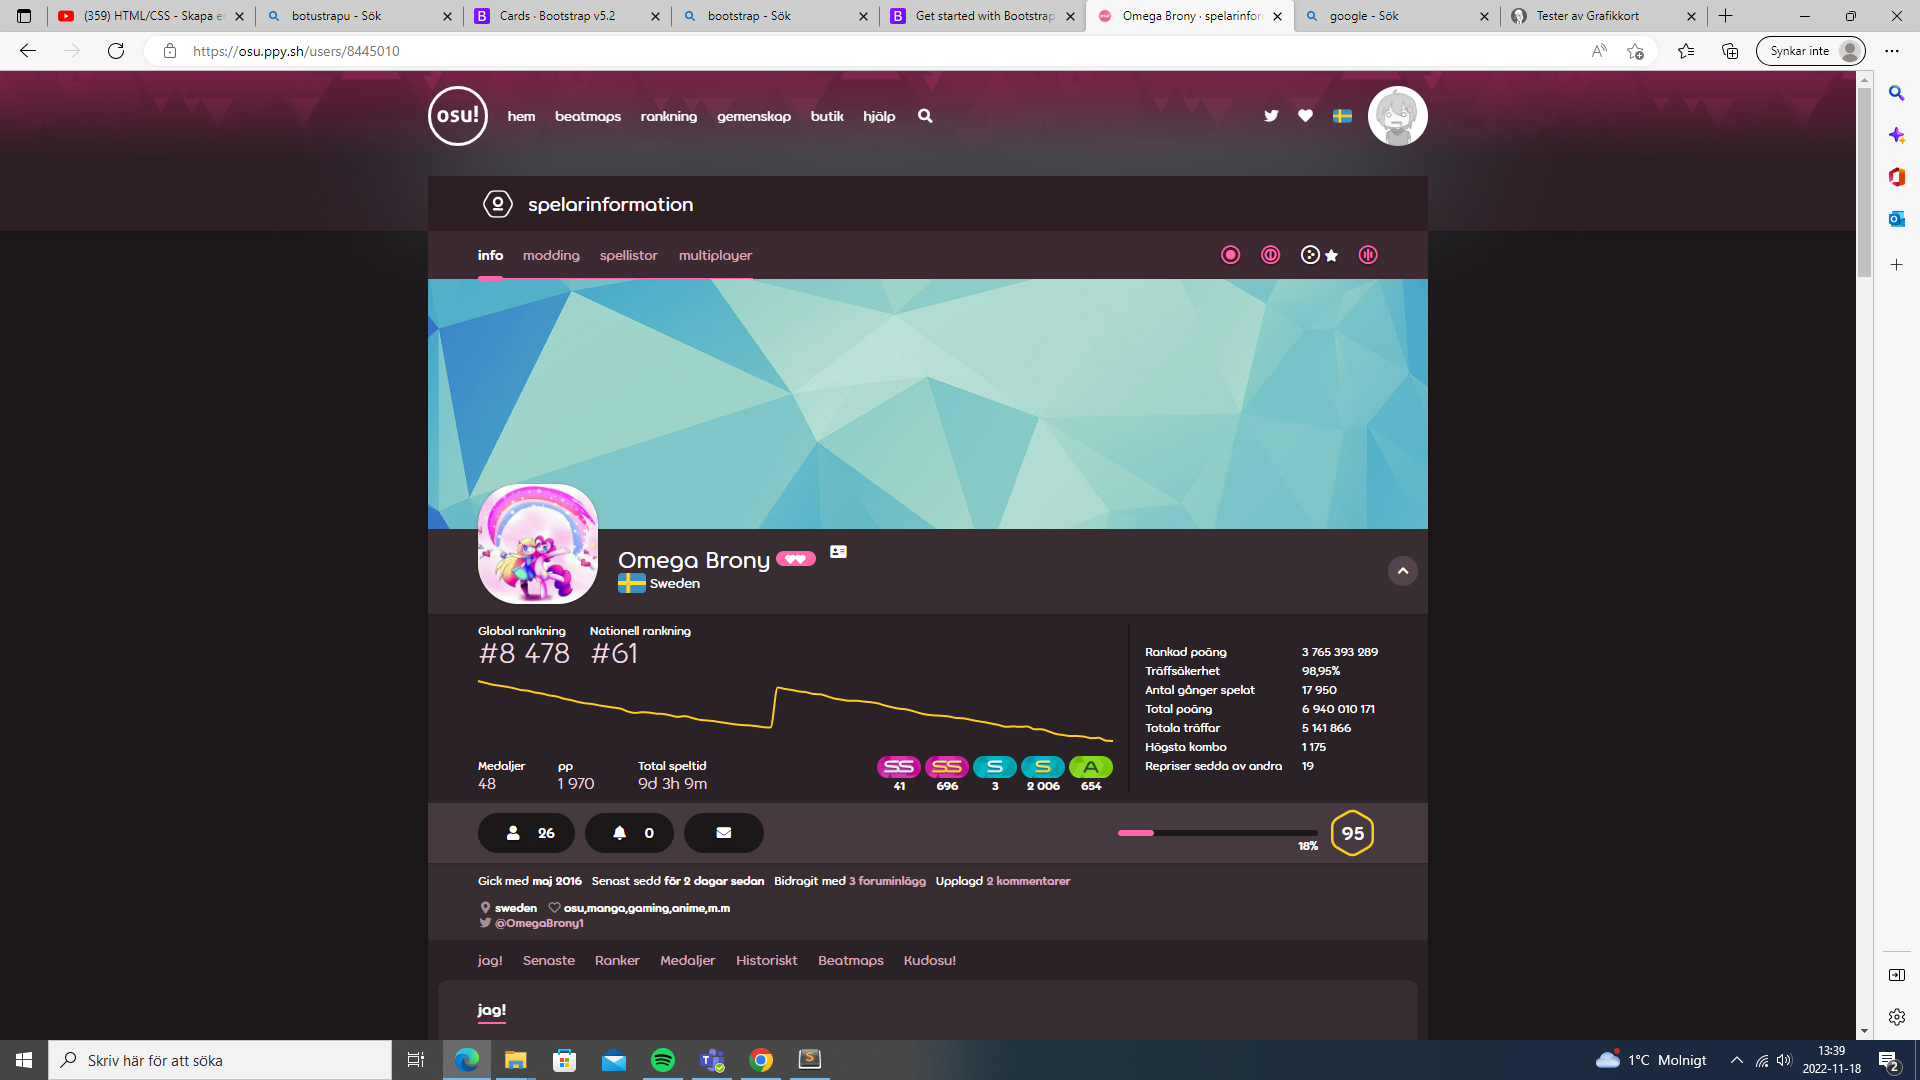 (359) HTML/CSS - Skapa e
botustrapu - Sök
Cards · Bootstrap v5.2
bootstrap - Sök
Get started with Bootstrap
Omega Brony · spelarinfor
google - Sök
Tester av Grafikkort
https://osu.ppy.sh/users/8445010
Synkar inte
osu!
hem
beatmaps
rankning
gemenskap
butik
hjälp
spelarinformation
info
modding
spellistor
multiplayer
Omega Brony
Sweden
Global rankning
Nationell rankning
#8 478
#61
Rankad poäng 3 765 393 289
Träffsäkerhet 98,95%
Antal gånger spelat 17 950
Total poäng 6 940 010 171
Totala träffar 5 141 866
Högsta kombo 1 175
Repriser sedda av andra 19
Medaljer
pp
Total speltid
48
1 970
9d 3h 9m
SS SS S S A
41 696 3 2 006 654
26
0
18%
95
Gick med maj 2016 Senast sedd för 2 dagar sedan Bidragit med 3 foruminlägg Upplagd 2 kommentarer
sweden osu,manga,gaming,anime,m.m
@OmegaBrony1
jag!
Senaste
Ranker
Medaljer
Historiskt
Beatmaps
Kudosu!
jag!
Skriv här för att söka
1°C Molnigt
13:39
2022-11-18
2